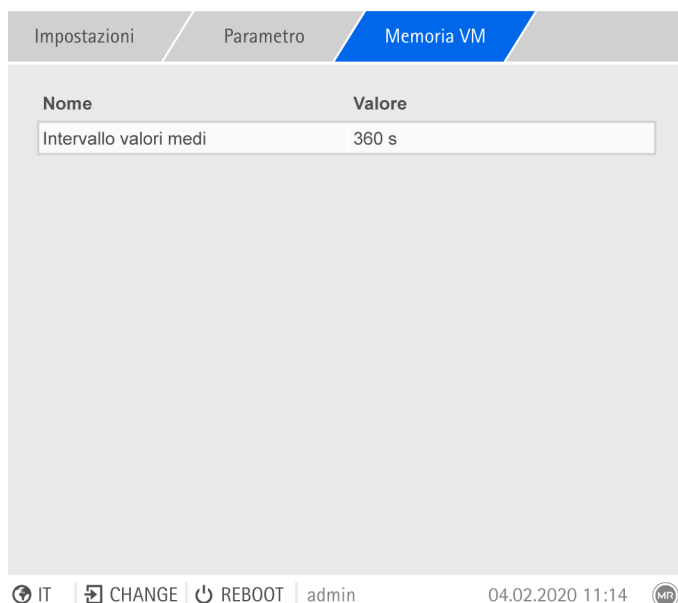 Impostazioni Parametro Memoria VM
Nome Valore
Intervallo valori medi 360 s
IT CHANGE REBOOT admin 04.02.2020 11:14 MR